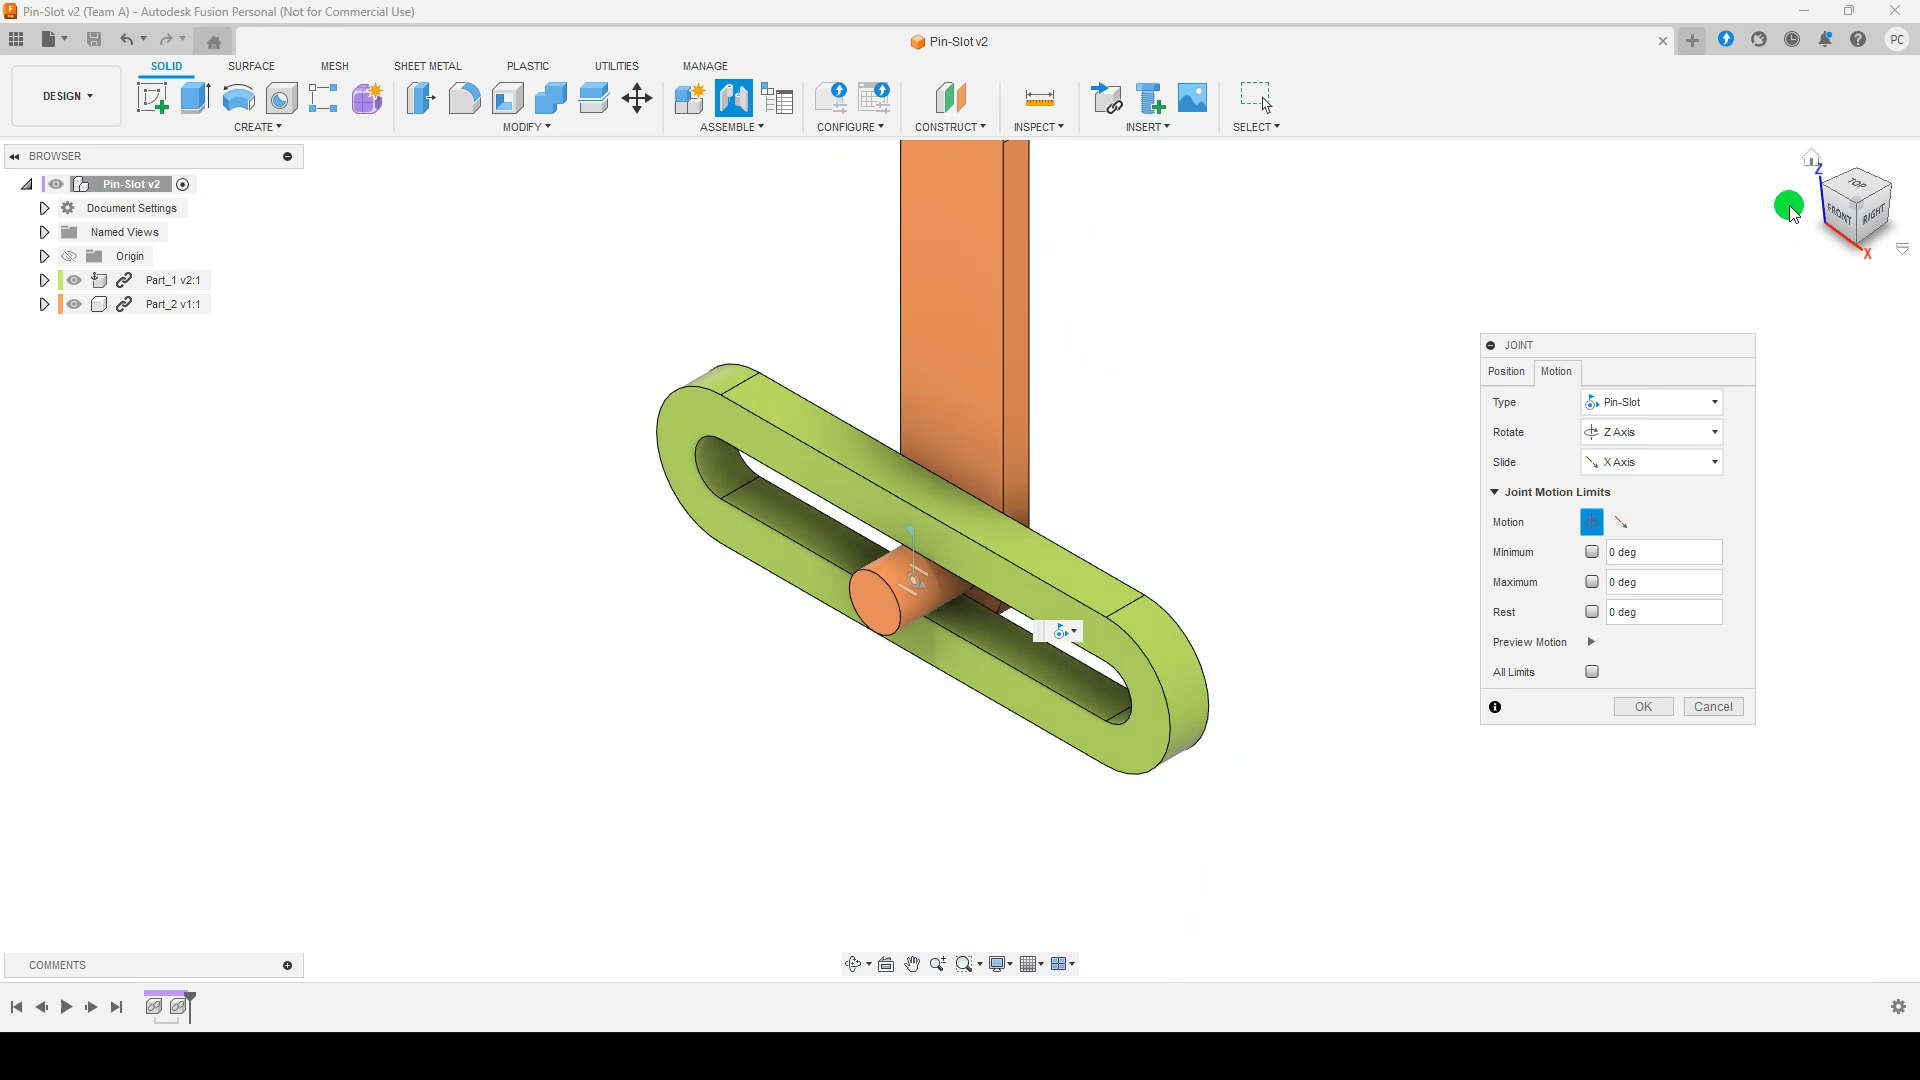 Pin-Slot v2 (Team A) - Autodesk Fusion Personal (Not for Commercial Use)
Pin-Slot v2
PC
DESIGN
SOLID SURFACE MESH SHEET METAL PLASTIC UTILITIES MANAGE
CREATE MODIFY ASSEMBLE CONFIGURE CONSTRUCT INSPECT INSERT SELECT
BROWSER
Pin-Slot v2
Document Settings
Named Views
Origin
Part_1 v2:1
Part_2 v1:1
Z
TOP
FRONT
RIGHT
X
JOINT
Position Motion
Type Pin-Slot
Rotate Z Axis
Slide X Axis
Joint Motion Limits
Motion
Minimum 0 deg
Maximum 0 deg
Rest 0 deg
Preview Motion
All Limits
OK Cancel
COMMENTS